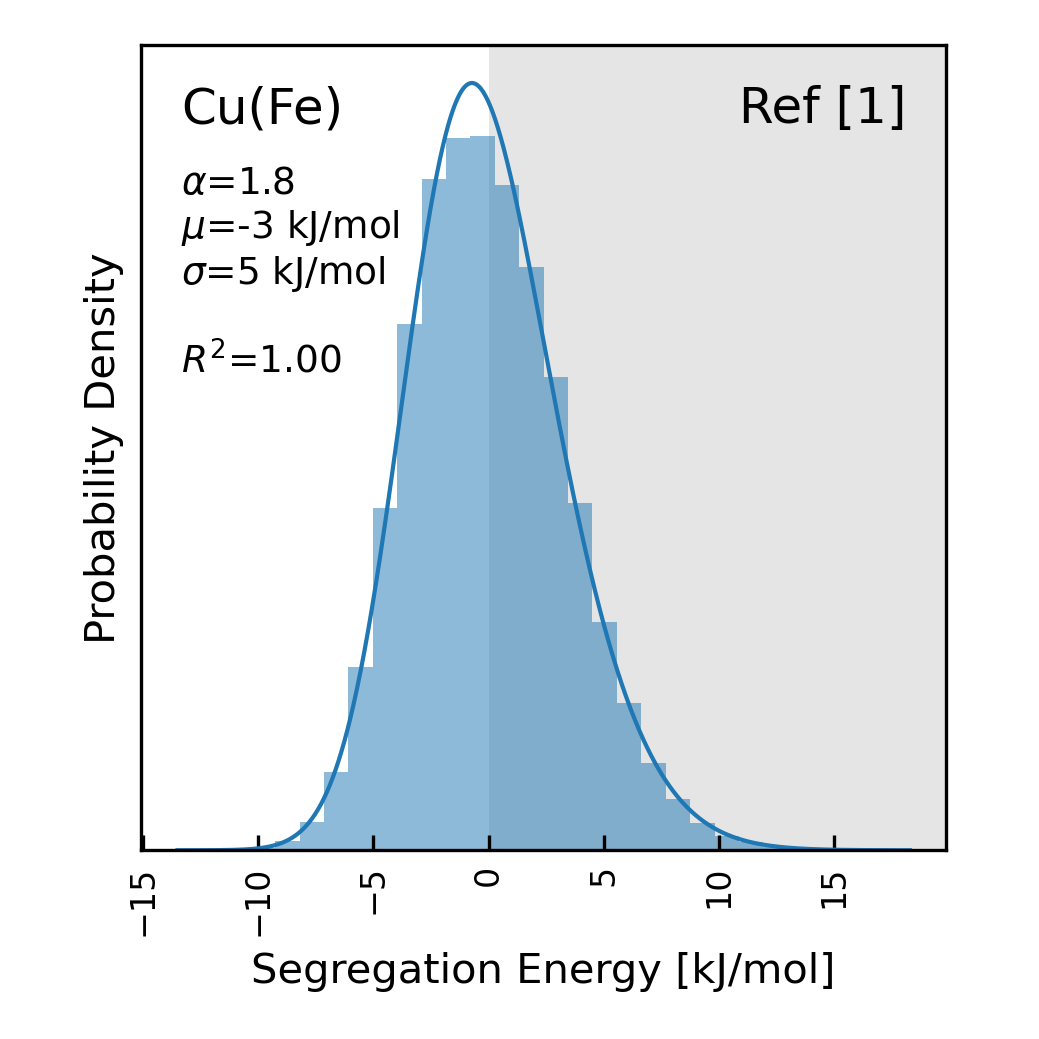 Cu(Fe)
Ref [1]
α=1.8
μ=-3 kJ/mol
σ=5 kJ/mol
R²=1.00
Probability Density
−15
−10
−5
0
5
10
15
Segregation Energy [kJ/mol]